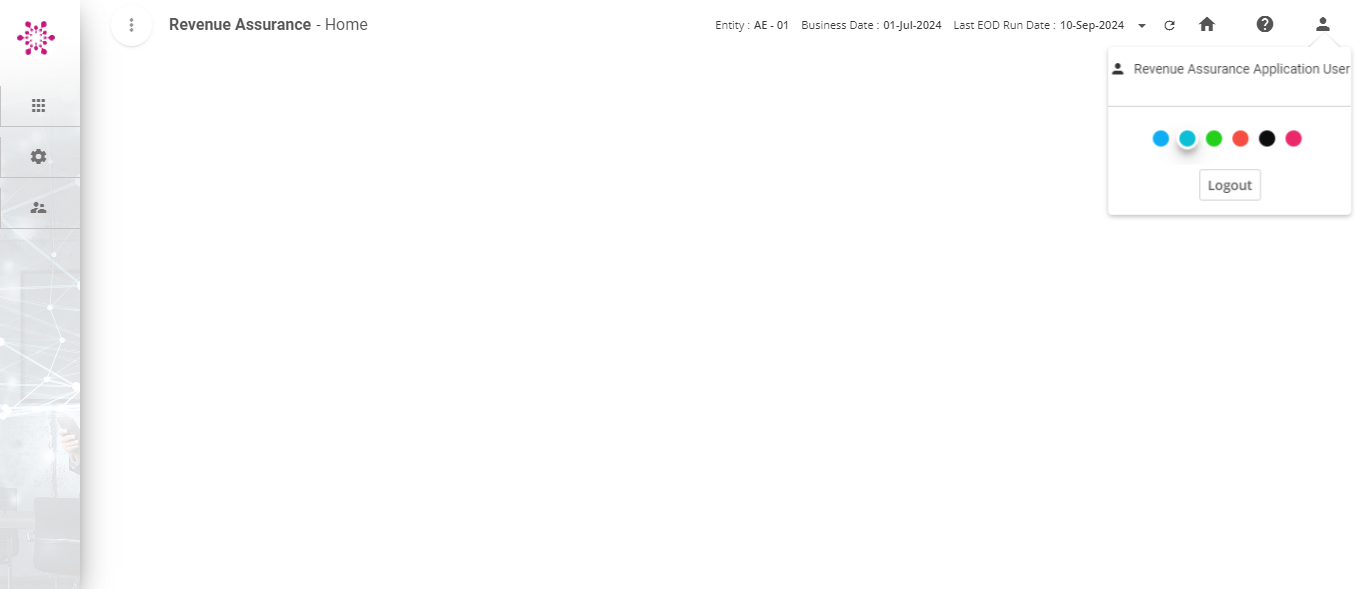 Revenue Assurance - Home
Entity : AE - 01 Business Date : 01-Jul-2024 Last EOD Run Date : 10-Sep-2024
Revenue Assurance Application User
Logout